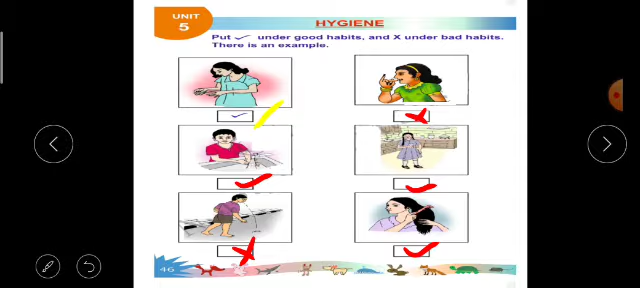 UNIT
5
HYGIENE
Put ✓ under good habits, and X under bad habits.
There is an example.
46